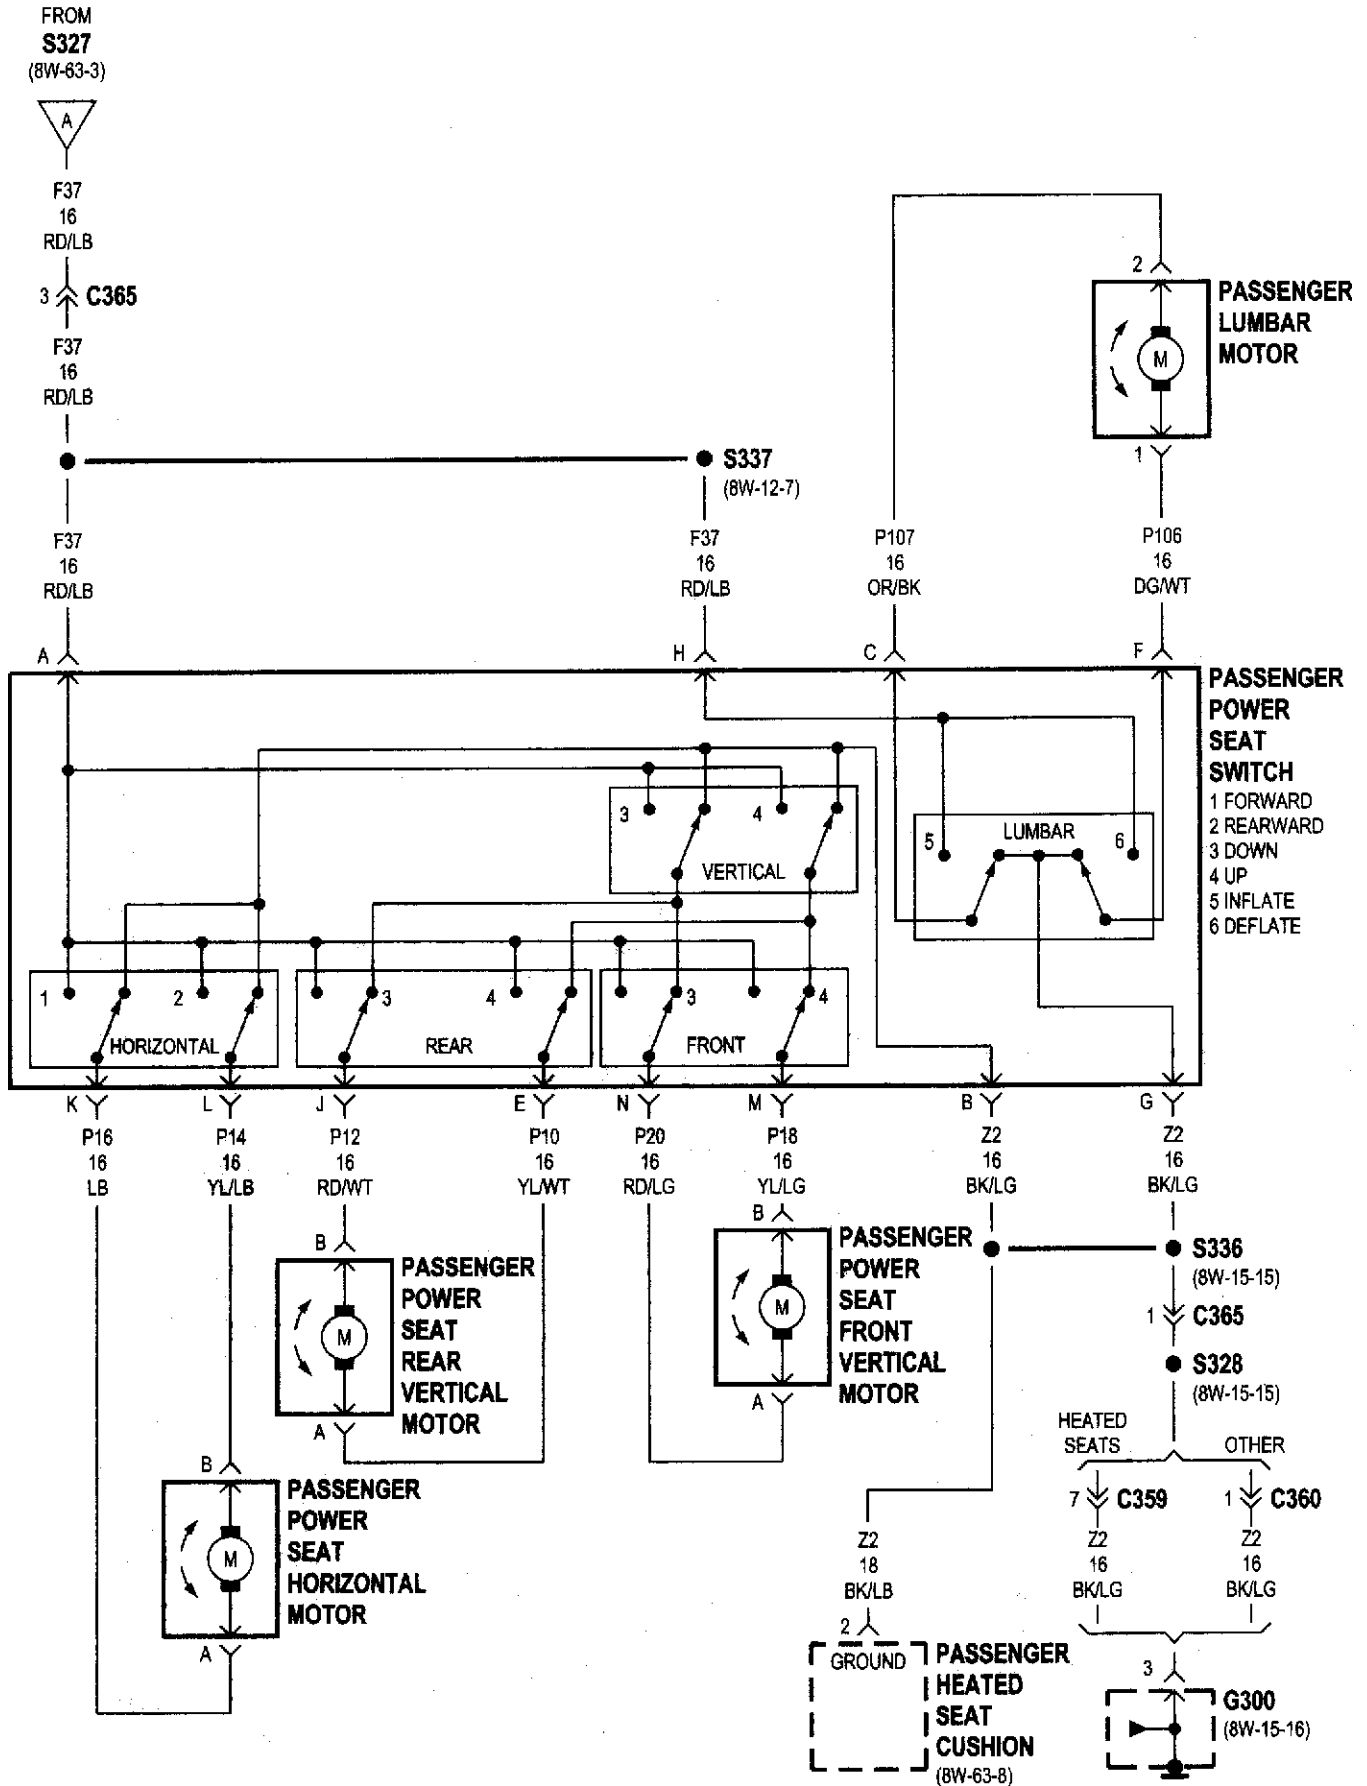 FROM
S327
(8W-63-3)
A
F37
16
RD/LB
3 C365
F37
16
RD/LB
S337
(8W-12-7)
2
PASSENGER
LUMBAR
MOTOR
M
1
F37
16
RD/LB
F37
16
RD/LB
P107
16
OR/BK
P106
16
DG/WT
A H C F
PASSENGER
POWER
SEAT
SWITCH
1 FORWARD
2 REARWARD
3 DOWN
4 UP
5 INFLATE
6 DEFLATE
3 4
VERTICAL
5 LUMBAR 6
1 2
HORIZONTAL
3 4
REAR
3 4
FRONT
K L J E N M B G
P16
16
LB
P14
16
YL/LB
P12
16
RD/WT
P10
16
YL/WT
P20
16
RD/LG
P18
16
YL/LG
Z2
16
BK/LG
Z2
16
BK/LG
B
M
A
PASSENGER
POWER
SEAT
REAR
VERTICAL
MOTOR
B
M
A
PASSENGER
POWER
SEAT
FRONT
VERTICAL
MOTOR
S336
(8W-15-15)
1 C365
S328
(8W-15-15)
HEATED
SEATS
OTHER
7 C359
1 C360
B
M
A
PASSENGER
POWER
SEAT
HORIZONTAL
MOTOR
Z2
18
BK/LB
Z2
16
BK/LG
Z2
16
BK/LG
2
GROUND
PASSENGER
HEATED
SEAT
CUSHION
(8W-63-8)
3
G300
(8W-15-16)